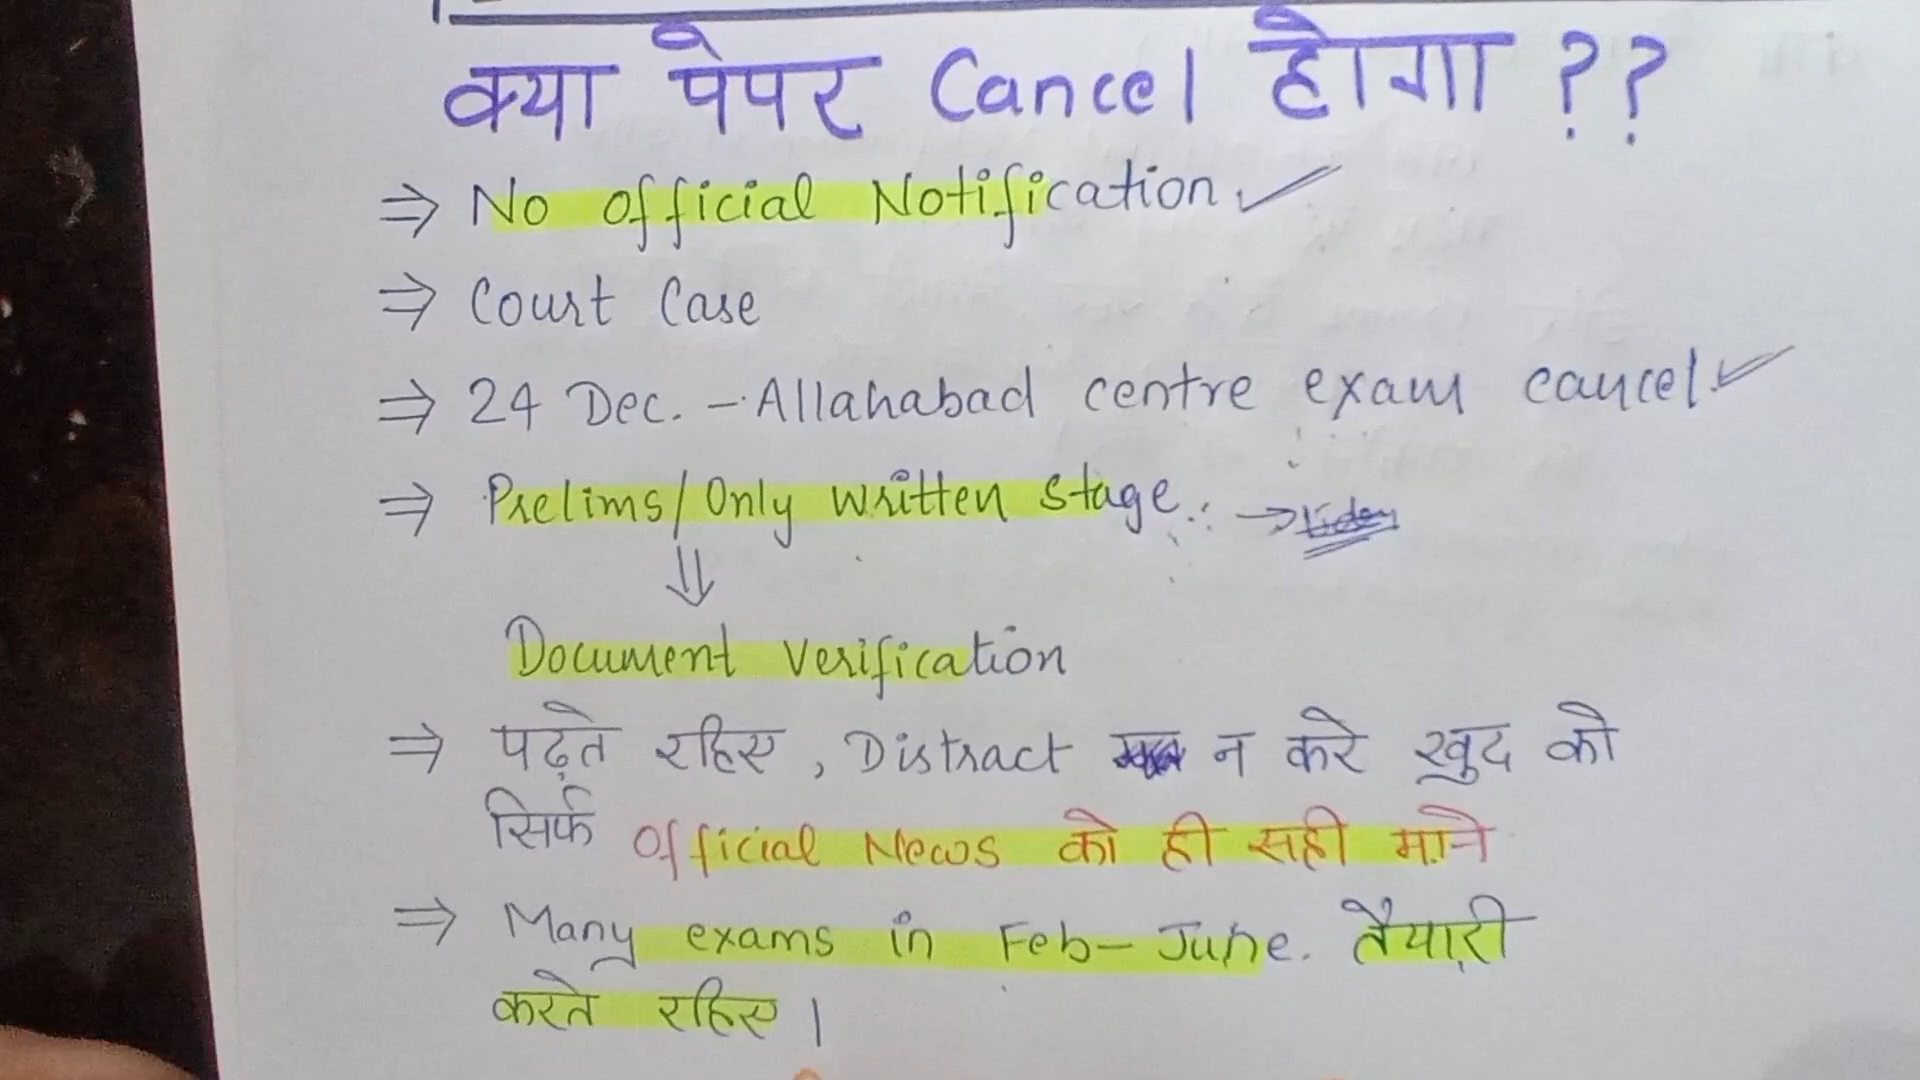 क्या पेपर Cancel होगा ??
⇒ No official Notification ✓
⇒ Court Case
⇒ 24 Dec. - Allahabad centre exam cancel ✓
⇒ Prelims/Only written stage. →
⇓
Document verification
⇒ पढ़ते रहिए, Distract न करे खुद को
सिर्फ official News को ही सही माने
⇒ Many exams in Feb-June. तैयारी
करते रहिए।